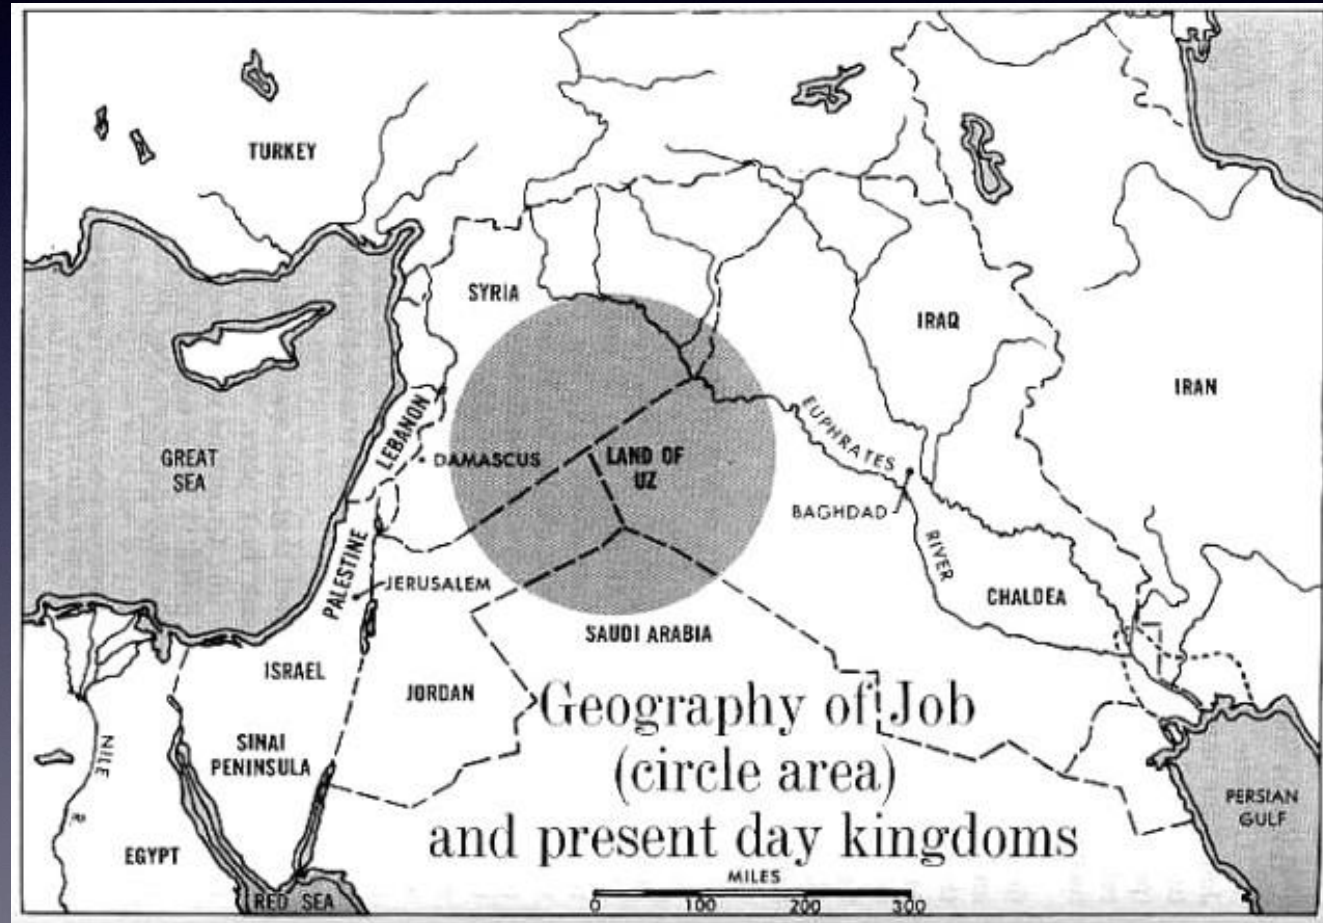 TURKEY
SYRIA
IRAQ
IRAN
GREAT
SEA
LEBANON
DAMASCUS
LAND OF
UZ
EUPHRATES
RIVER
BAGHDAD
PALESTINE
JERUSALEM
CHALDEA
SAUDI ARABIA
ISRAEL
JORDAN
Geography of Job
(circle area)
and present day kingdoms
NILE
SINAI
PENINSULA
PERSIAN
GULF
EGYPT
RED SEA
MILES
0 100 200 300